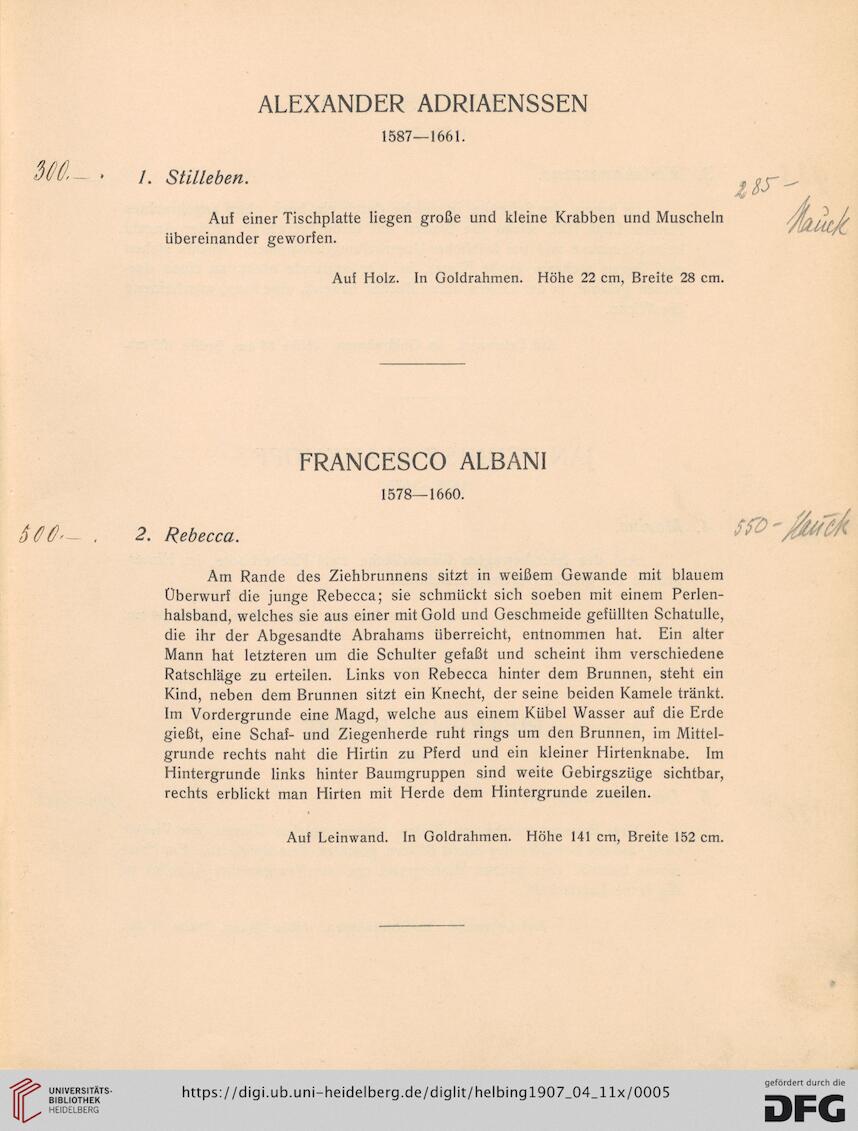 ALEXANDER ADRIAENSSEN
1587—1661.
300.— . 1. Stilleben. 285 –
Hauck
Auf einer Tischplatte liegen große und kleine Krabben und Muscheln
übereinander geworfen.
Auf Holz. In Goldrahmen. Höhe 22 cm, Breite 28 cm.
FRANCESCO ALBANI
1578—1660.
500.— . 2. Rebecca. 550 – Hauck
Am Rande des Ziehbrunnens sitzt in weißem Gewande mit blauem
Überwurf die junge Rebecca; sie schmückt sich soeben mit einem Perlen-
halsband, welches sie aus einer mit Gold und Geschmeide gefüllten Schatulle,
die ihr der Abgesandte Abrahams überreicht, entnommen hat. Ein alter
Mann hat letzteren um die Schulter gefaßt und scheint ihm verschiedene
Ratschläge zu erteilen. Links von Rebecca hinter dem Brunnen, steht ein
Kind, neben dem Brunnen sitzt ein Knecht, der seine beiden Kamele tränkt.
Im Vordergrunde eine Magd, welche aus einem Kübel Wasser auf die Erde
gießt, eine Schaf- und Ziegenherde ruht rings um den Brunnen, im Mittel-
grunde rechts naht die Hirtin zu Pferd und ein kleiner Hirtenknabe. Im
Hintergrunde links hinter Baumgruppen sind weite Gebirgszüge sichtbar,
rechts erblickt man Hirten mit Herde dem Hintergrunde zueilen.
Auf Leinwand. In Goldrahmen. Höhe 141 cm, Breite 152 cm.
UNIVERSITÄTS-
BIBLIOTHEK
HEIDELBERG
https://digi.ub.uni-heidelberg.de/diglit/helbing1907_04_11x/0005
gefördert durch die
DFG